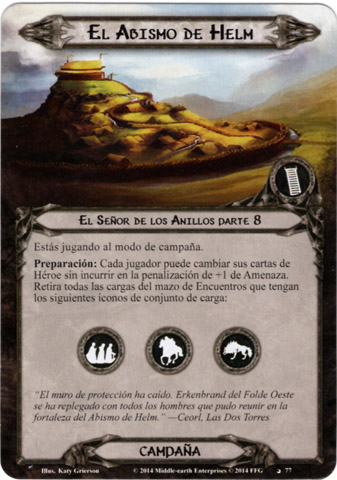 El Abismo de Helm
El Señor de los Anillos parte 8
Estás jugando al modo de campaña.
Preparación: Cada jugador puede cambiar sus cartas de
Héroe sin incurrir en la penalización de +1 de Amenaza.
Retira todas las cargas del mazo de Encuentros que tengan
los siguientes iconos de conjunto de carga:
“El muro de protección ha caído. Erkenbrand del Folde Oeste
se ha replegado con todos los hombres que pudo reunir en la
fortaleza del Abismo de Helm.” —Ceorl, Las Dos Torres
CAMPAÑA
Illus. Katy Grierson © 2014 Middle-earth Enterprises © 2014 FFG 77